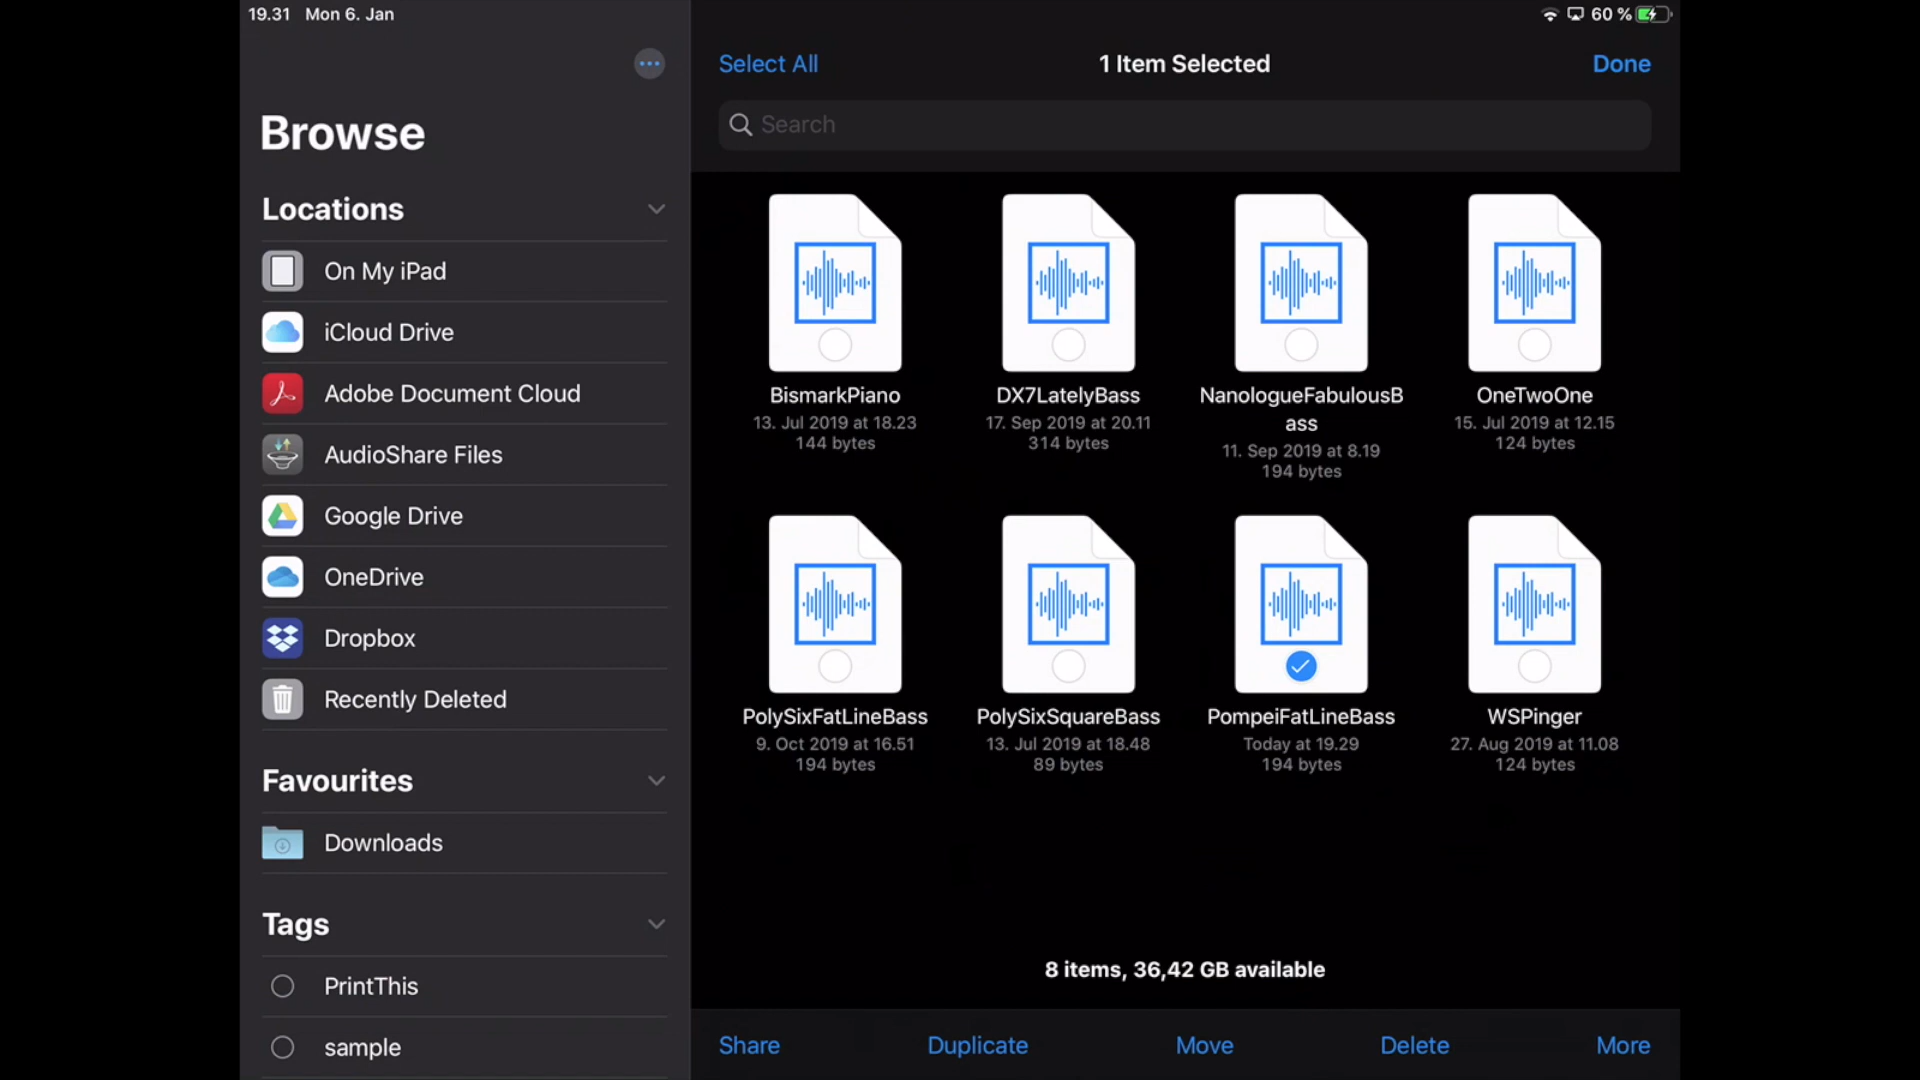 19.31 Mon 6. Jan
60 %
Select All
1 Item Selected
Done
Search
Browse
Locations
On My iPad
iCloud Drive
Adobe Document Cloud
AudioShare Files
Google Drive
OneDrive
Dropbox
Recently Deleted
Favourites
Downloads
Tags
PrintThis
sample
BismarkPiano
13. Jul 2019 at 18.23
144 bytes
DX7LatelyBass
17. Sep 2019 at 20.11
314 bytes
NanologueFabulousB
ass
11. Sep 2019 at 8.19
194 bytes
OneTwoOne
15. Jul 2019 at 12.15
124 bytes
PolySixFatLineBass
9. Oct 2019 at 16.51
194 bytes
PolySixSquareBass
13. Jul 2019 at 18.48
89 bytes
PompeiFatLineBass
Today at 19.29
194 bytes
WSPinger
27. Aug 2019 at 11.08
124 bytes
8 items, 36,42 GB available
Share
Duplicate
Move
Delete
More